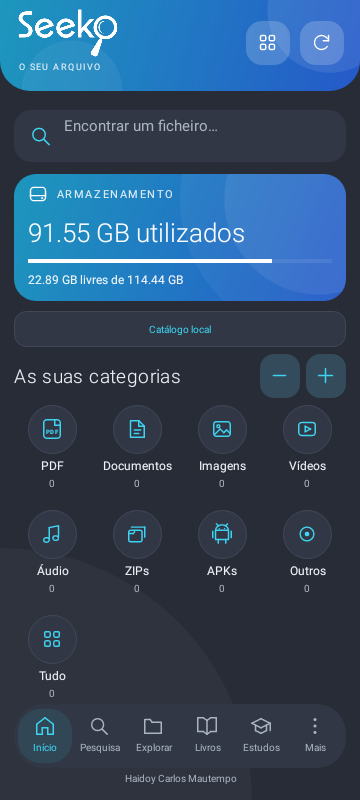 Seeko
O SEU ARQUIVO
Encontrar um ficheiro...
ARMAZENAMENTO
91.55 GB utilizados
22.89 GB livres de 114.44 GB
Catálogo local
As suas categorias
PDF
PDF Documentos Imagens Vídeos
0 0 0 0
Áudio ZIPs APKs Outros
0 0 0 0
Tudo
0
Início Pesquisa Explorar Livros Estudos Mais
Haidoy Carlos Mautempo